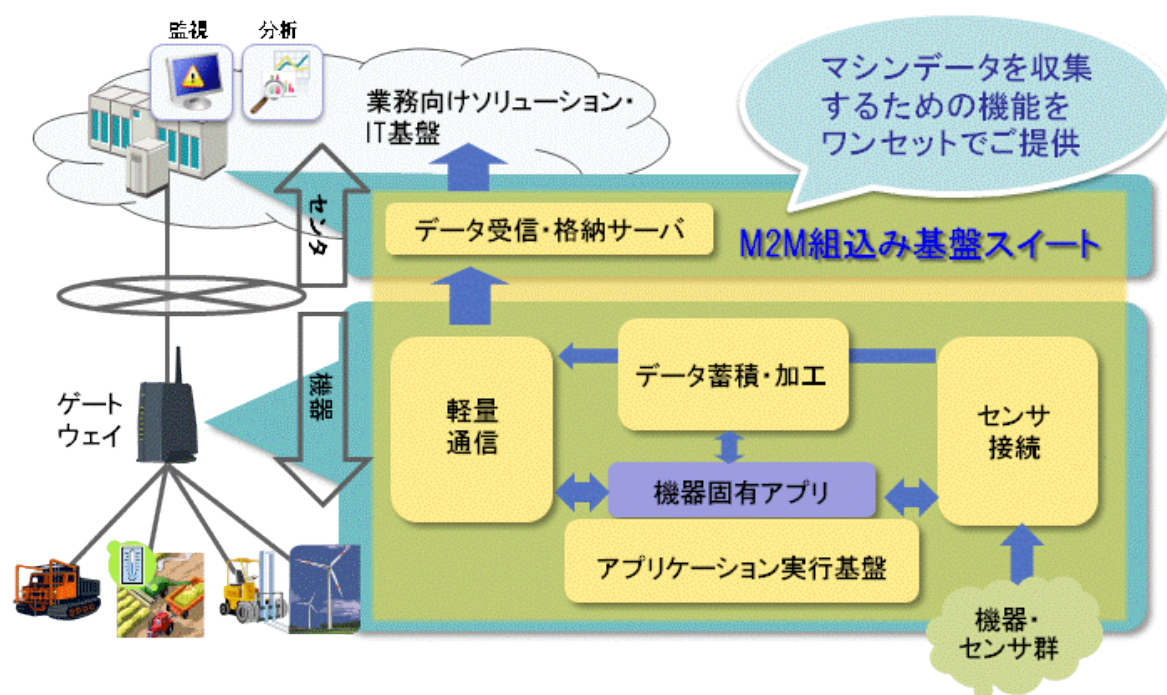 監視
分析
業務向けソリューション・
IT基盤
マシンデータを収集
するための機能を
ワンセットでご提供
センタ
データ受信・格納サーバ
M2M組込み基盤スイート
機器
ゲート
ウェイ
軽量
通信
データ蓄積・加工
センサ
接続
機器固有アプリ
アプリケーション実行基盤
機器・
センサ群